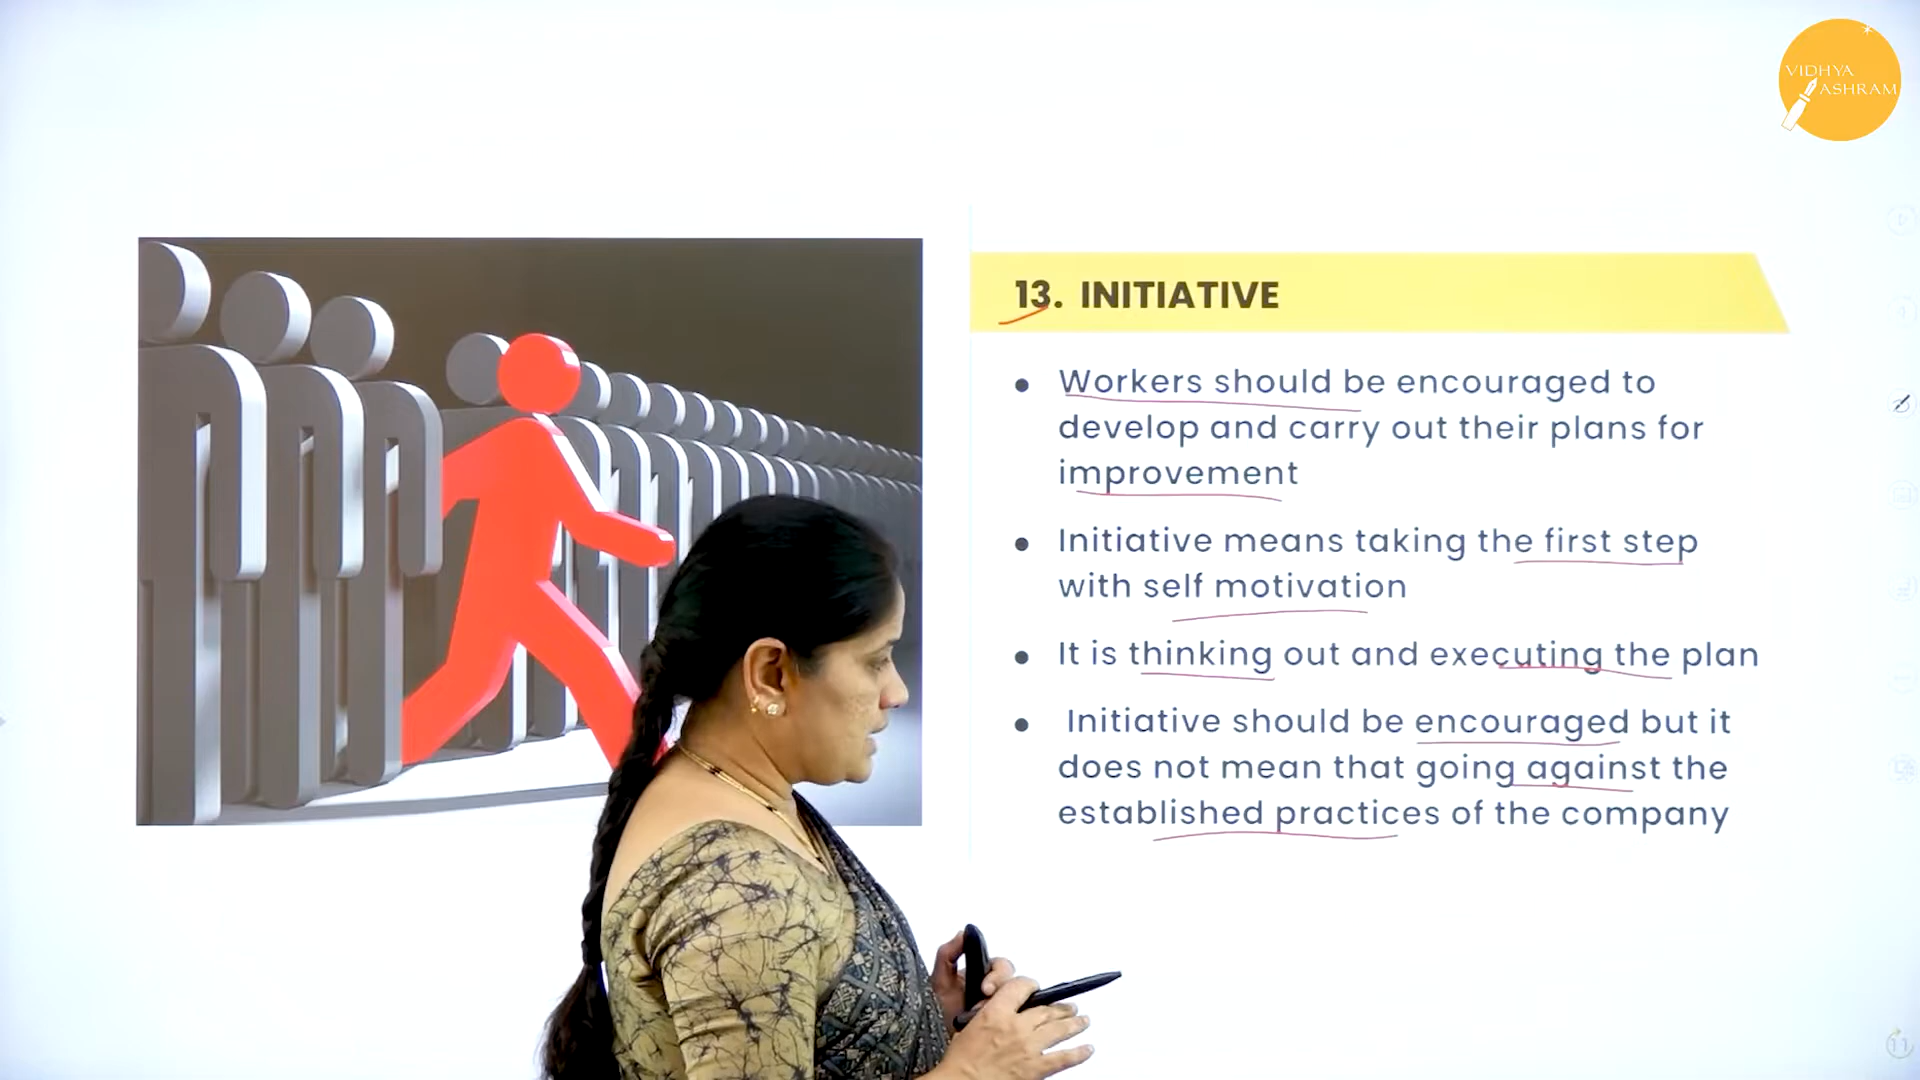 VIDHYA
ASHRAM
13. INITIATIVE
• Workers should be encouraged to
develop and carry out their plans for
improvement
• Initiative means taking the first step
with self motivation
• It is thinking out and executing the plan
• Initiative should be encouraged but it
does not mean that going against the
established practices of the company
11